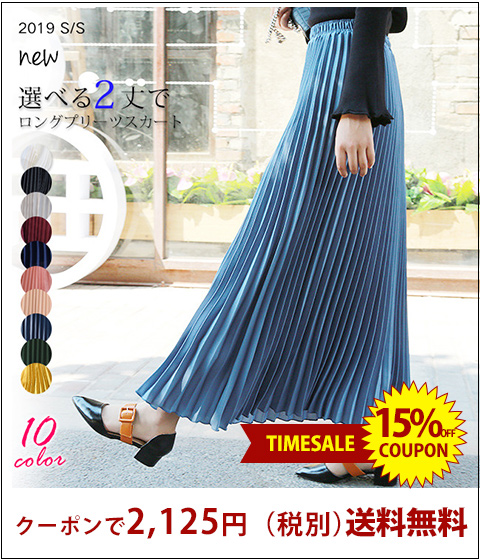 2019 S/S
new
選べる2丈で
ロングプリーツスカート
10
color
TIMESALE
15%OFF
COUPON
クーポンで2,125円（税別）送料無料